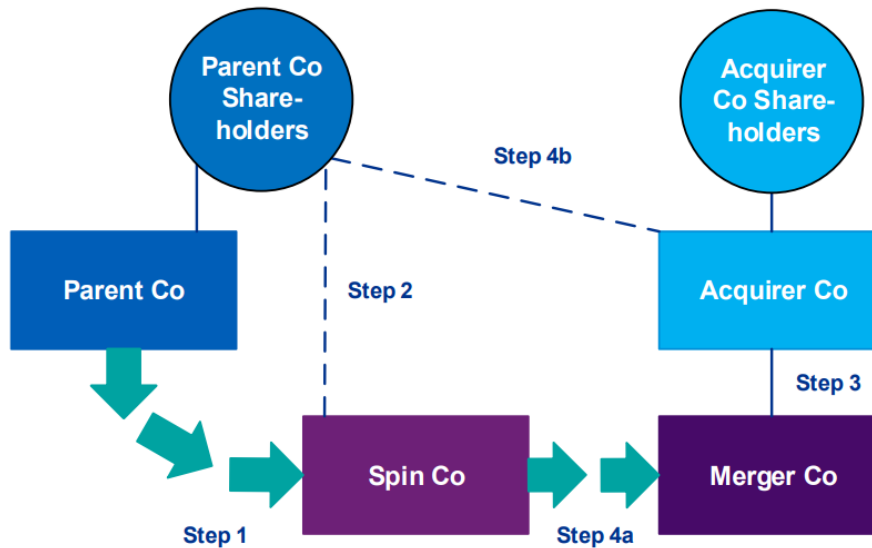 Parent Co
Share-
holders
Acquirer
Co Share-
holders
Step 4b
Parent Co
Step 2
Acquirer Co
Step 3
Spin Co
Merger Co
Step 1
Step 4a